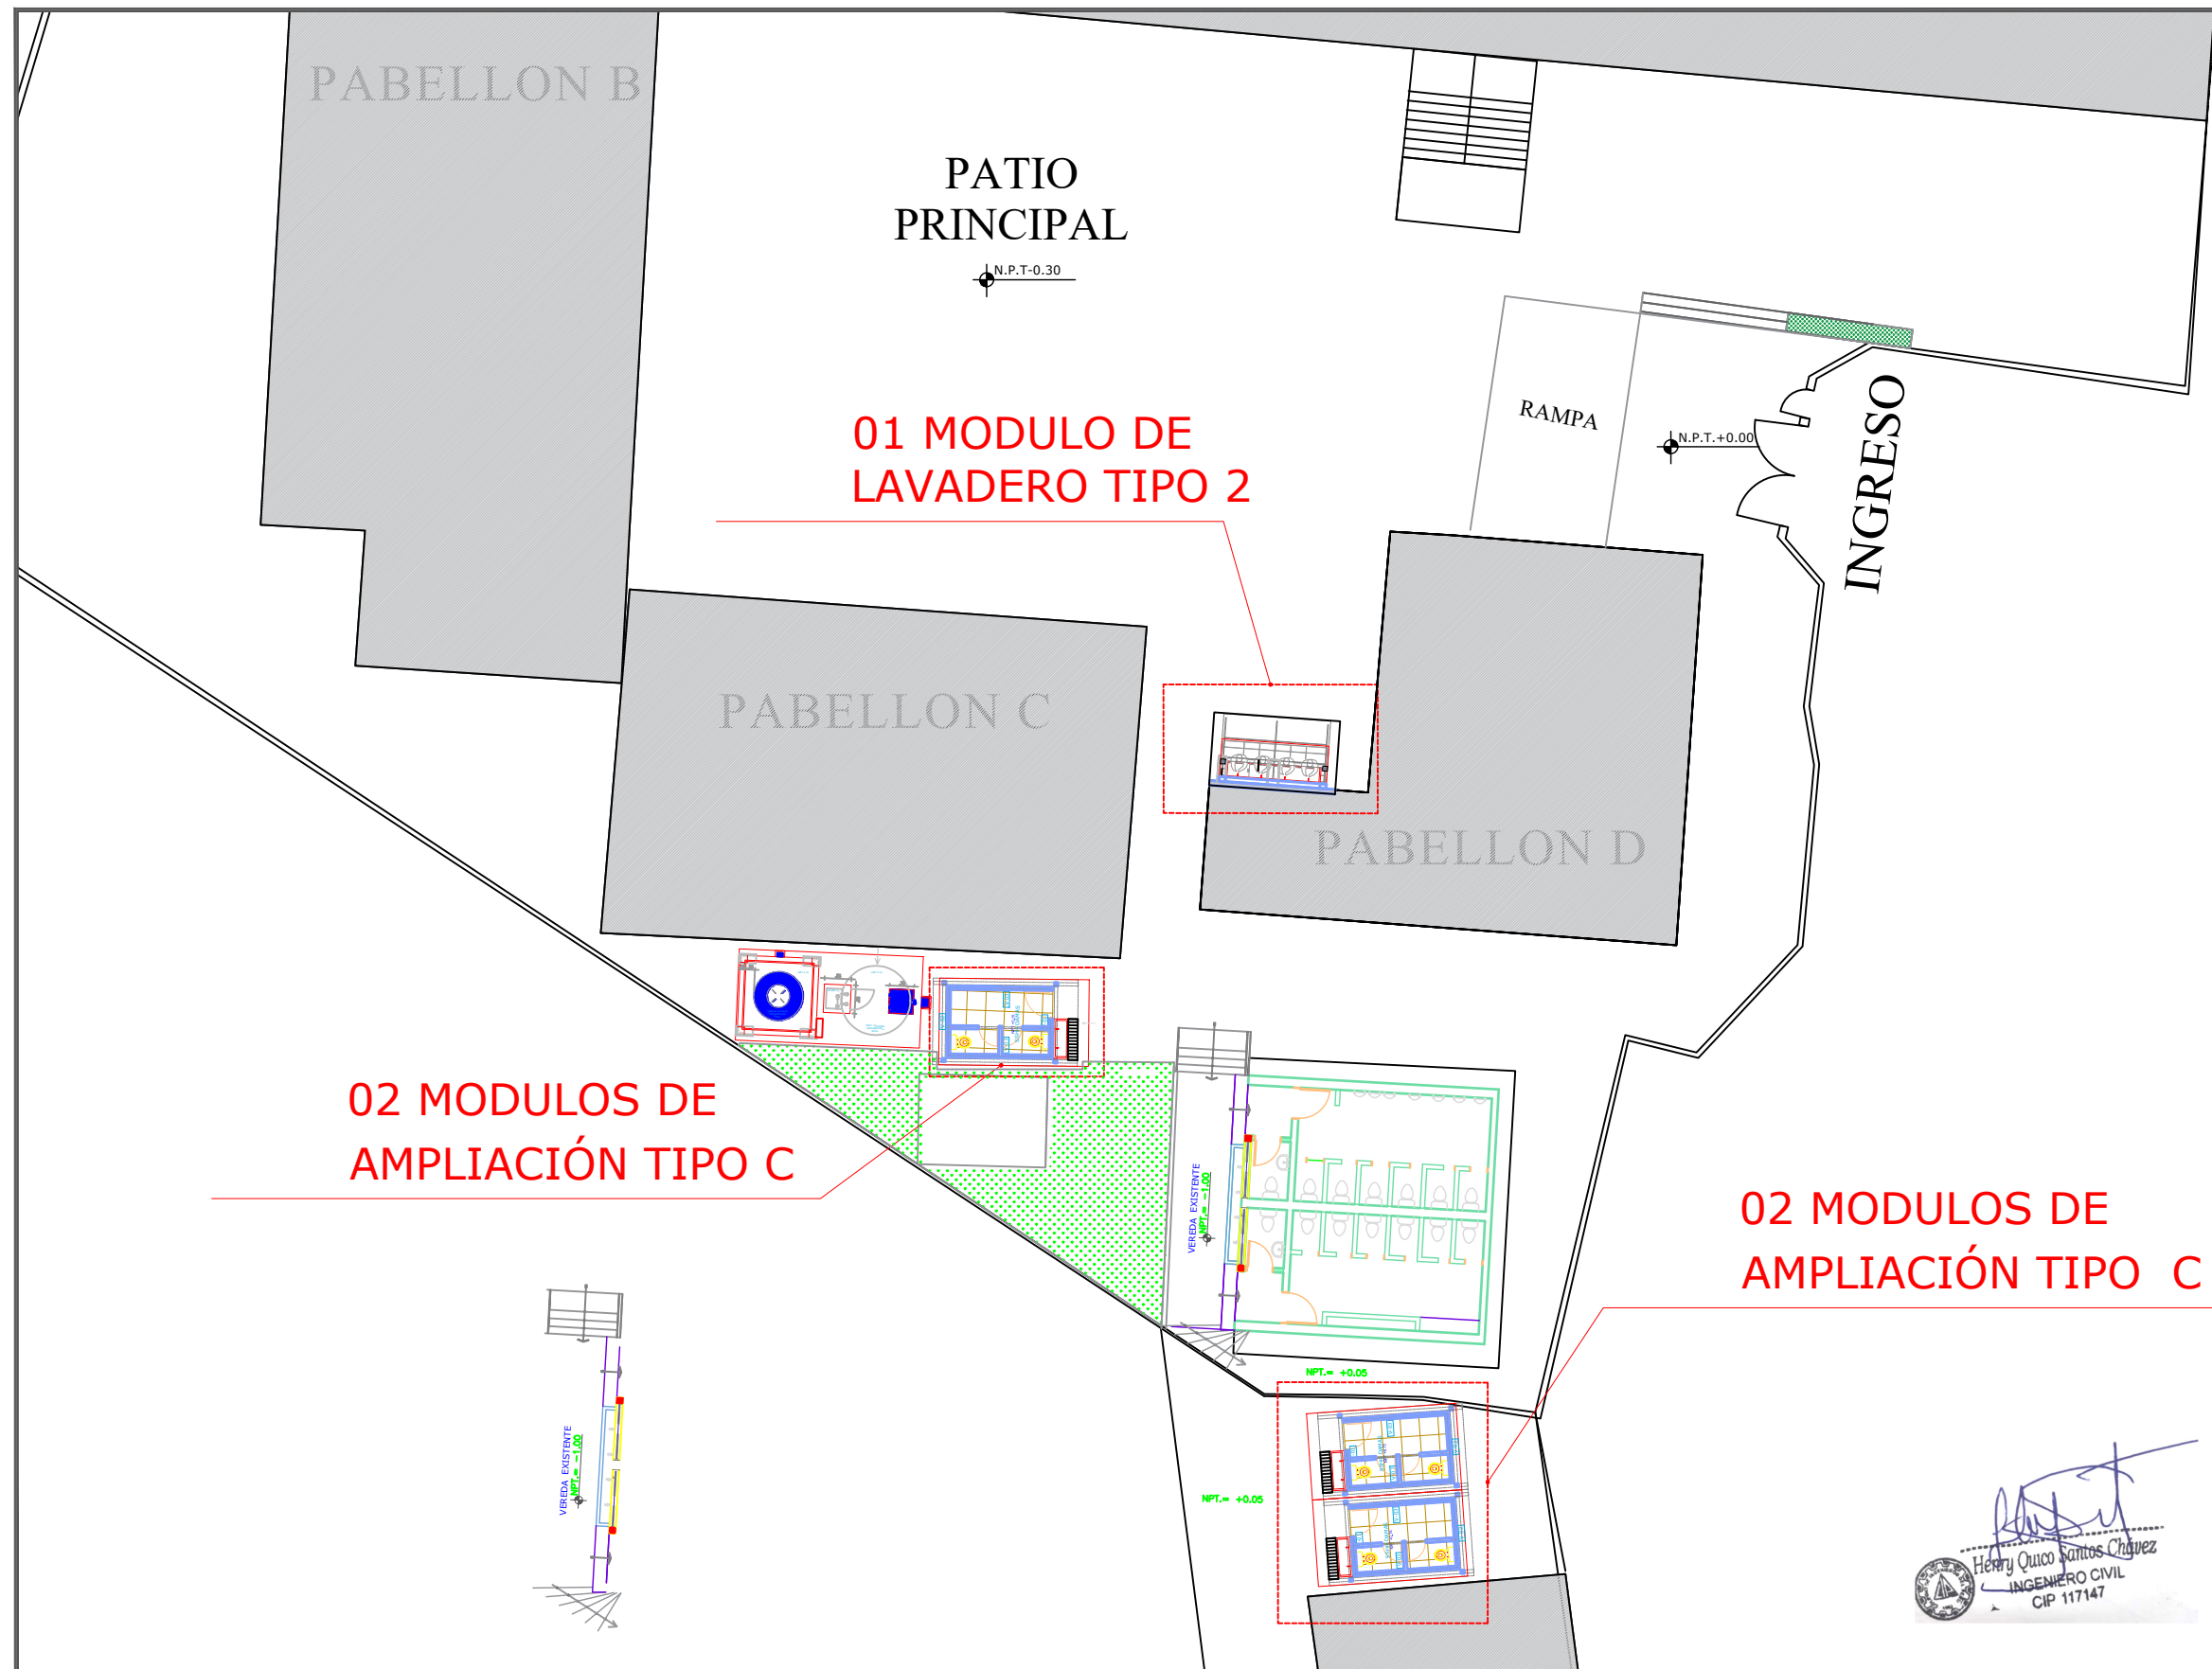 PABELLON B
PATIO
PRINCIPAL
N.P.T-0.30
01 MODULO DE
LAVADERO TIPO 2
RAMPA
N.P.T.+0.00
INGRESO
PABELLON C
PABELLON D
02 MODULOS DE
AMPLIACIÓN TIPO C
VEREDA EXISTENTE
NPT.= -1.00
02 MODULOS DE
AMPLIACIÓN TIPO C
NPT.= +0.05
VEREDA EXISTENTE
NPT.= -1.00
NPT.= +0.05
Henry Quico Santos Chávez
INGENIERO CIVIL
CIP 117147